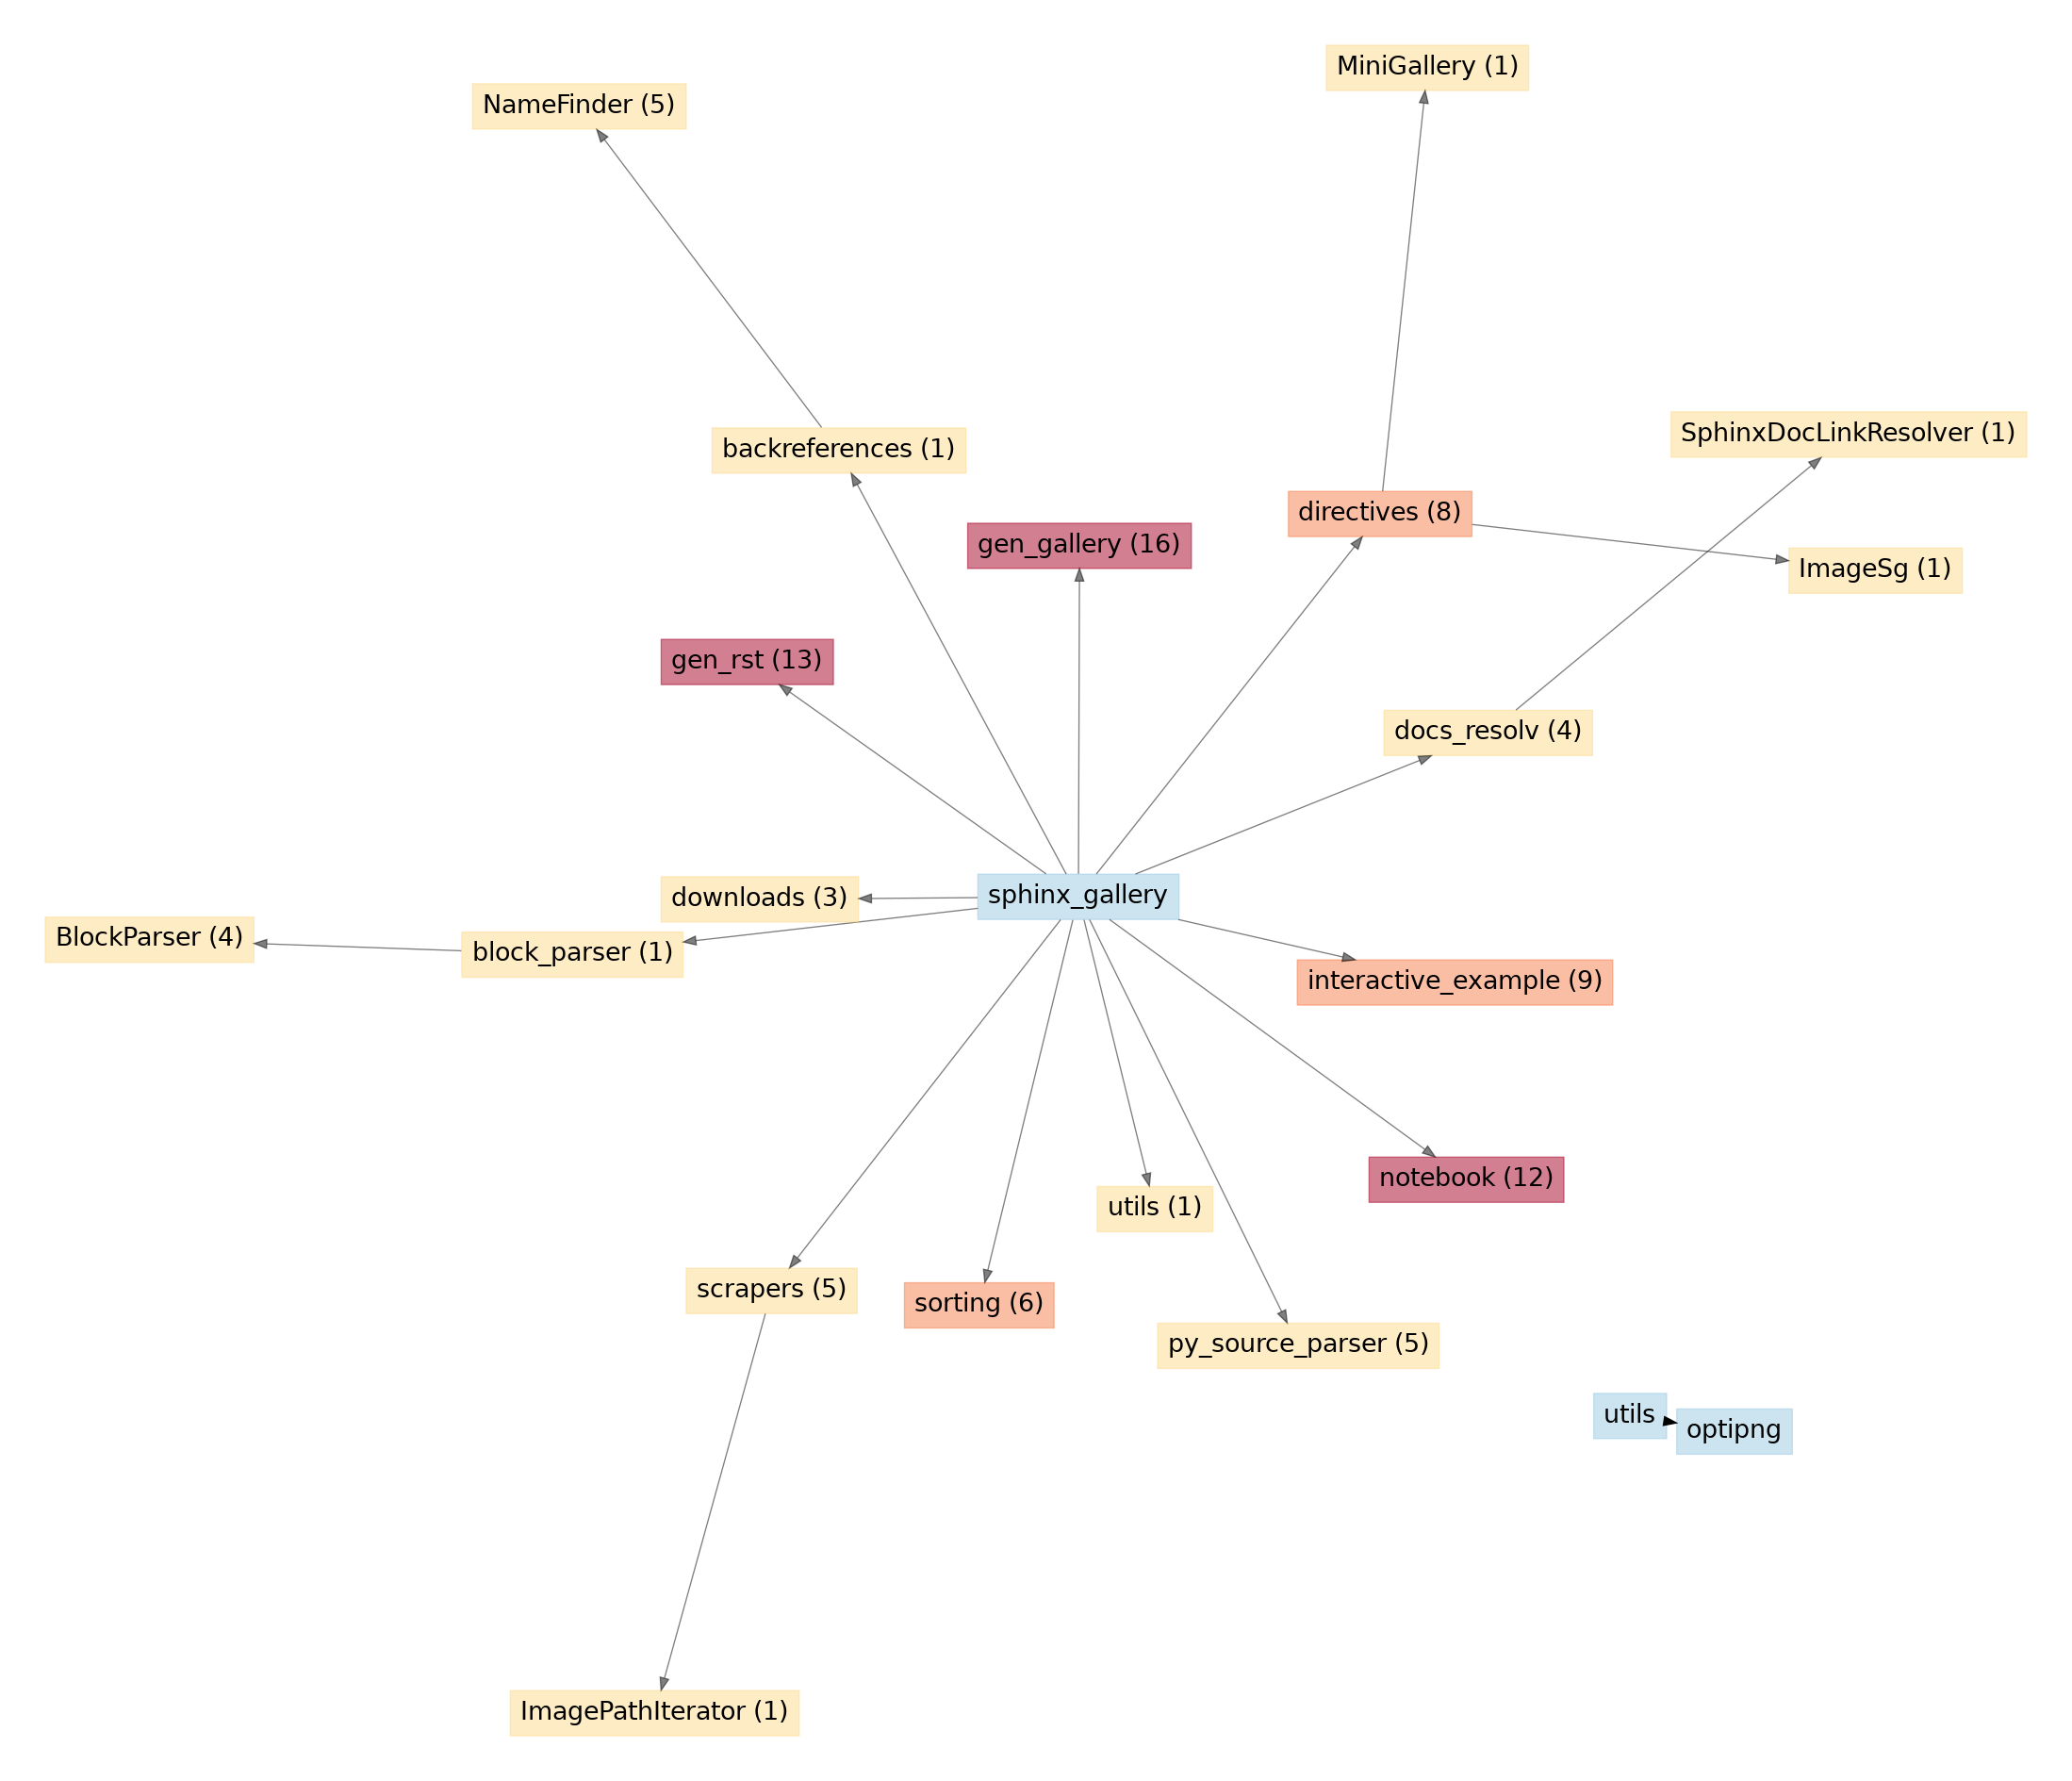 MiniGallery (1)
NameFinder (5)
SphinxDocLinkResolver (1)
backreferences (1)
directives (8)
gen_gallery (16)
ImageSg (1)
gen_rst (13)
docs_resolv (4)
sphinx_gallery
downloads (3)
BlockParser (4)
block_parser (1)
interactive_example (9)
notebook (12)
utils (1)
scrapers (5)
sorting (6)
py_source_parser (5)
utils
optipng
ImagePathIterator (1)